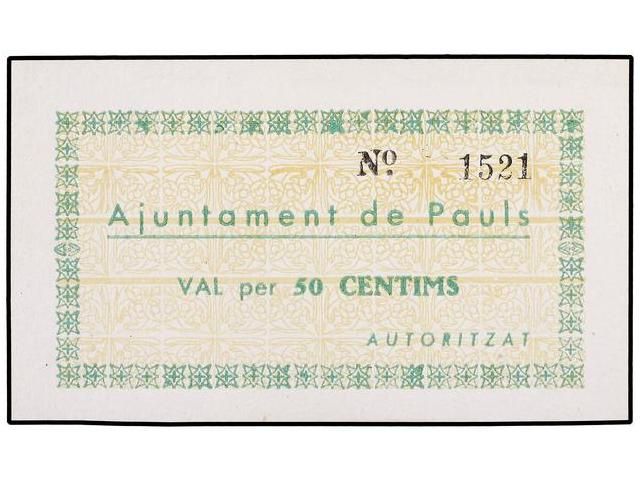 Nº. 1521
Ajuntament de Pauls
VAL per 50 CENTIMS
AUTORITZAT